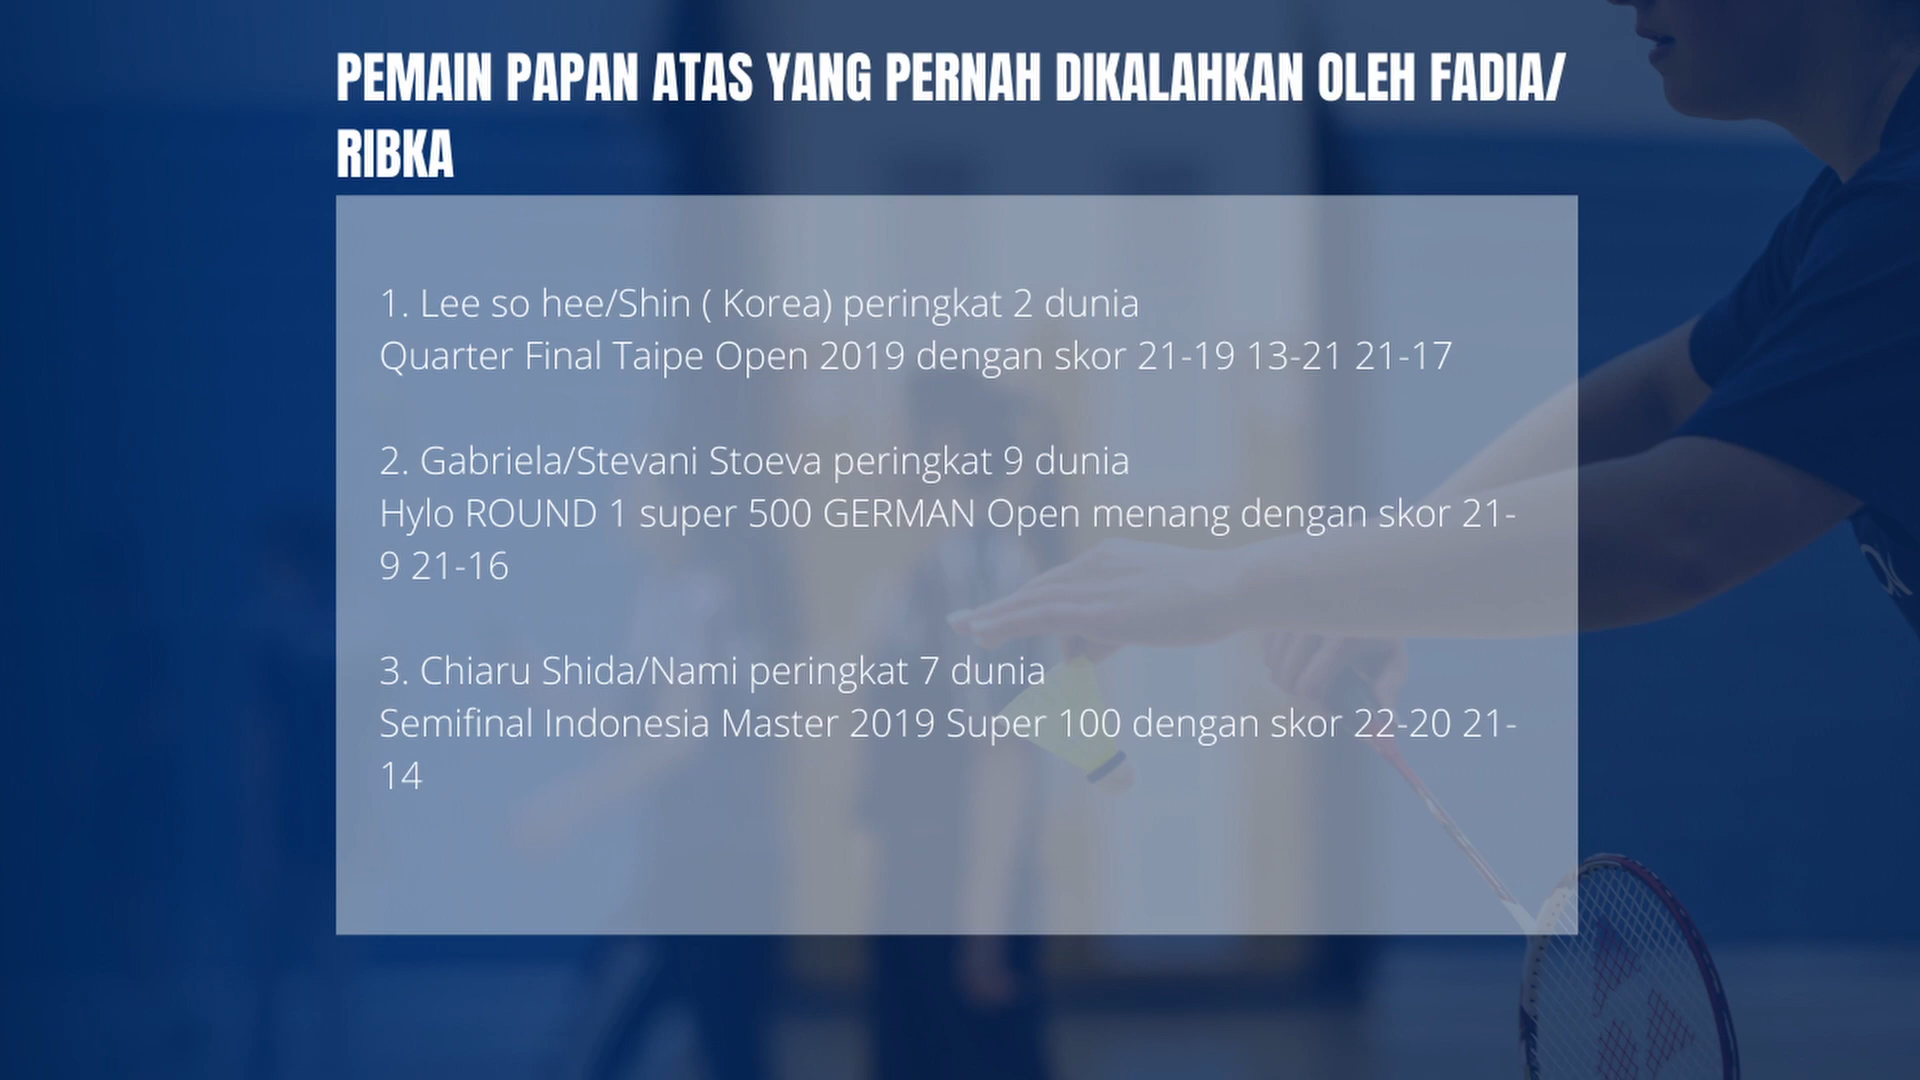 PEMAIN PAPAN ATAS YANG PERNAH DIKALAHKAN OLEH FADIA/
RIBKA
1. Lee so hee/Shin ( Korea) peringkat 2 dunia
Quarter Final Taipe Open 2019 dengan skor 21-19 13-21 21-17
2. Gabriela/Stevani Stoeva peringkat 9 dunia
Hylo ROUND 1 super 500 GERMAN Open menang dengan skor 21-
9 21-16
3. Chiaru Shida/Nami peringkat 7 dunia
Semifinal Indonesia Master 2019 Super 100 dengan skor 22-20 21-
14